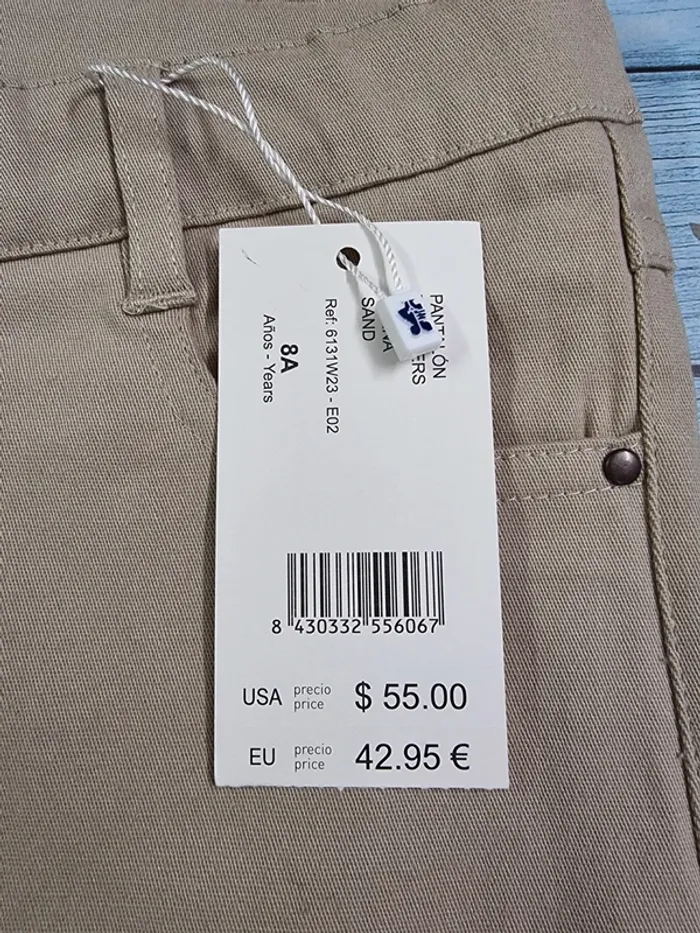 SAND
Ref: 6131W23 - E02
8A
Años - Years
8 430332 556067
USA precio price $ 55.00
EU precio price 42.95 €